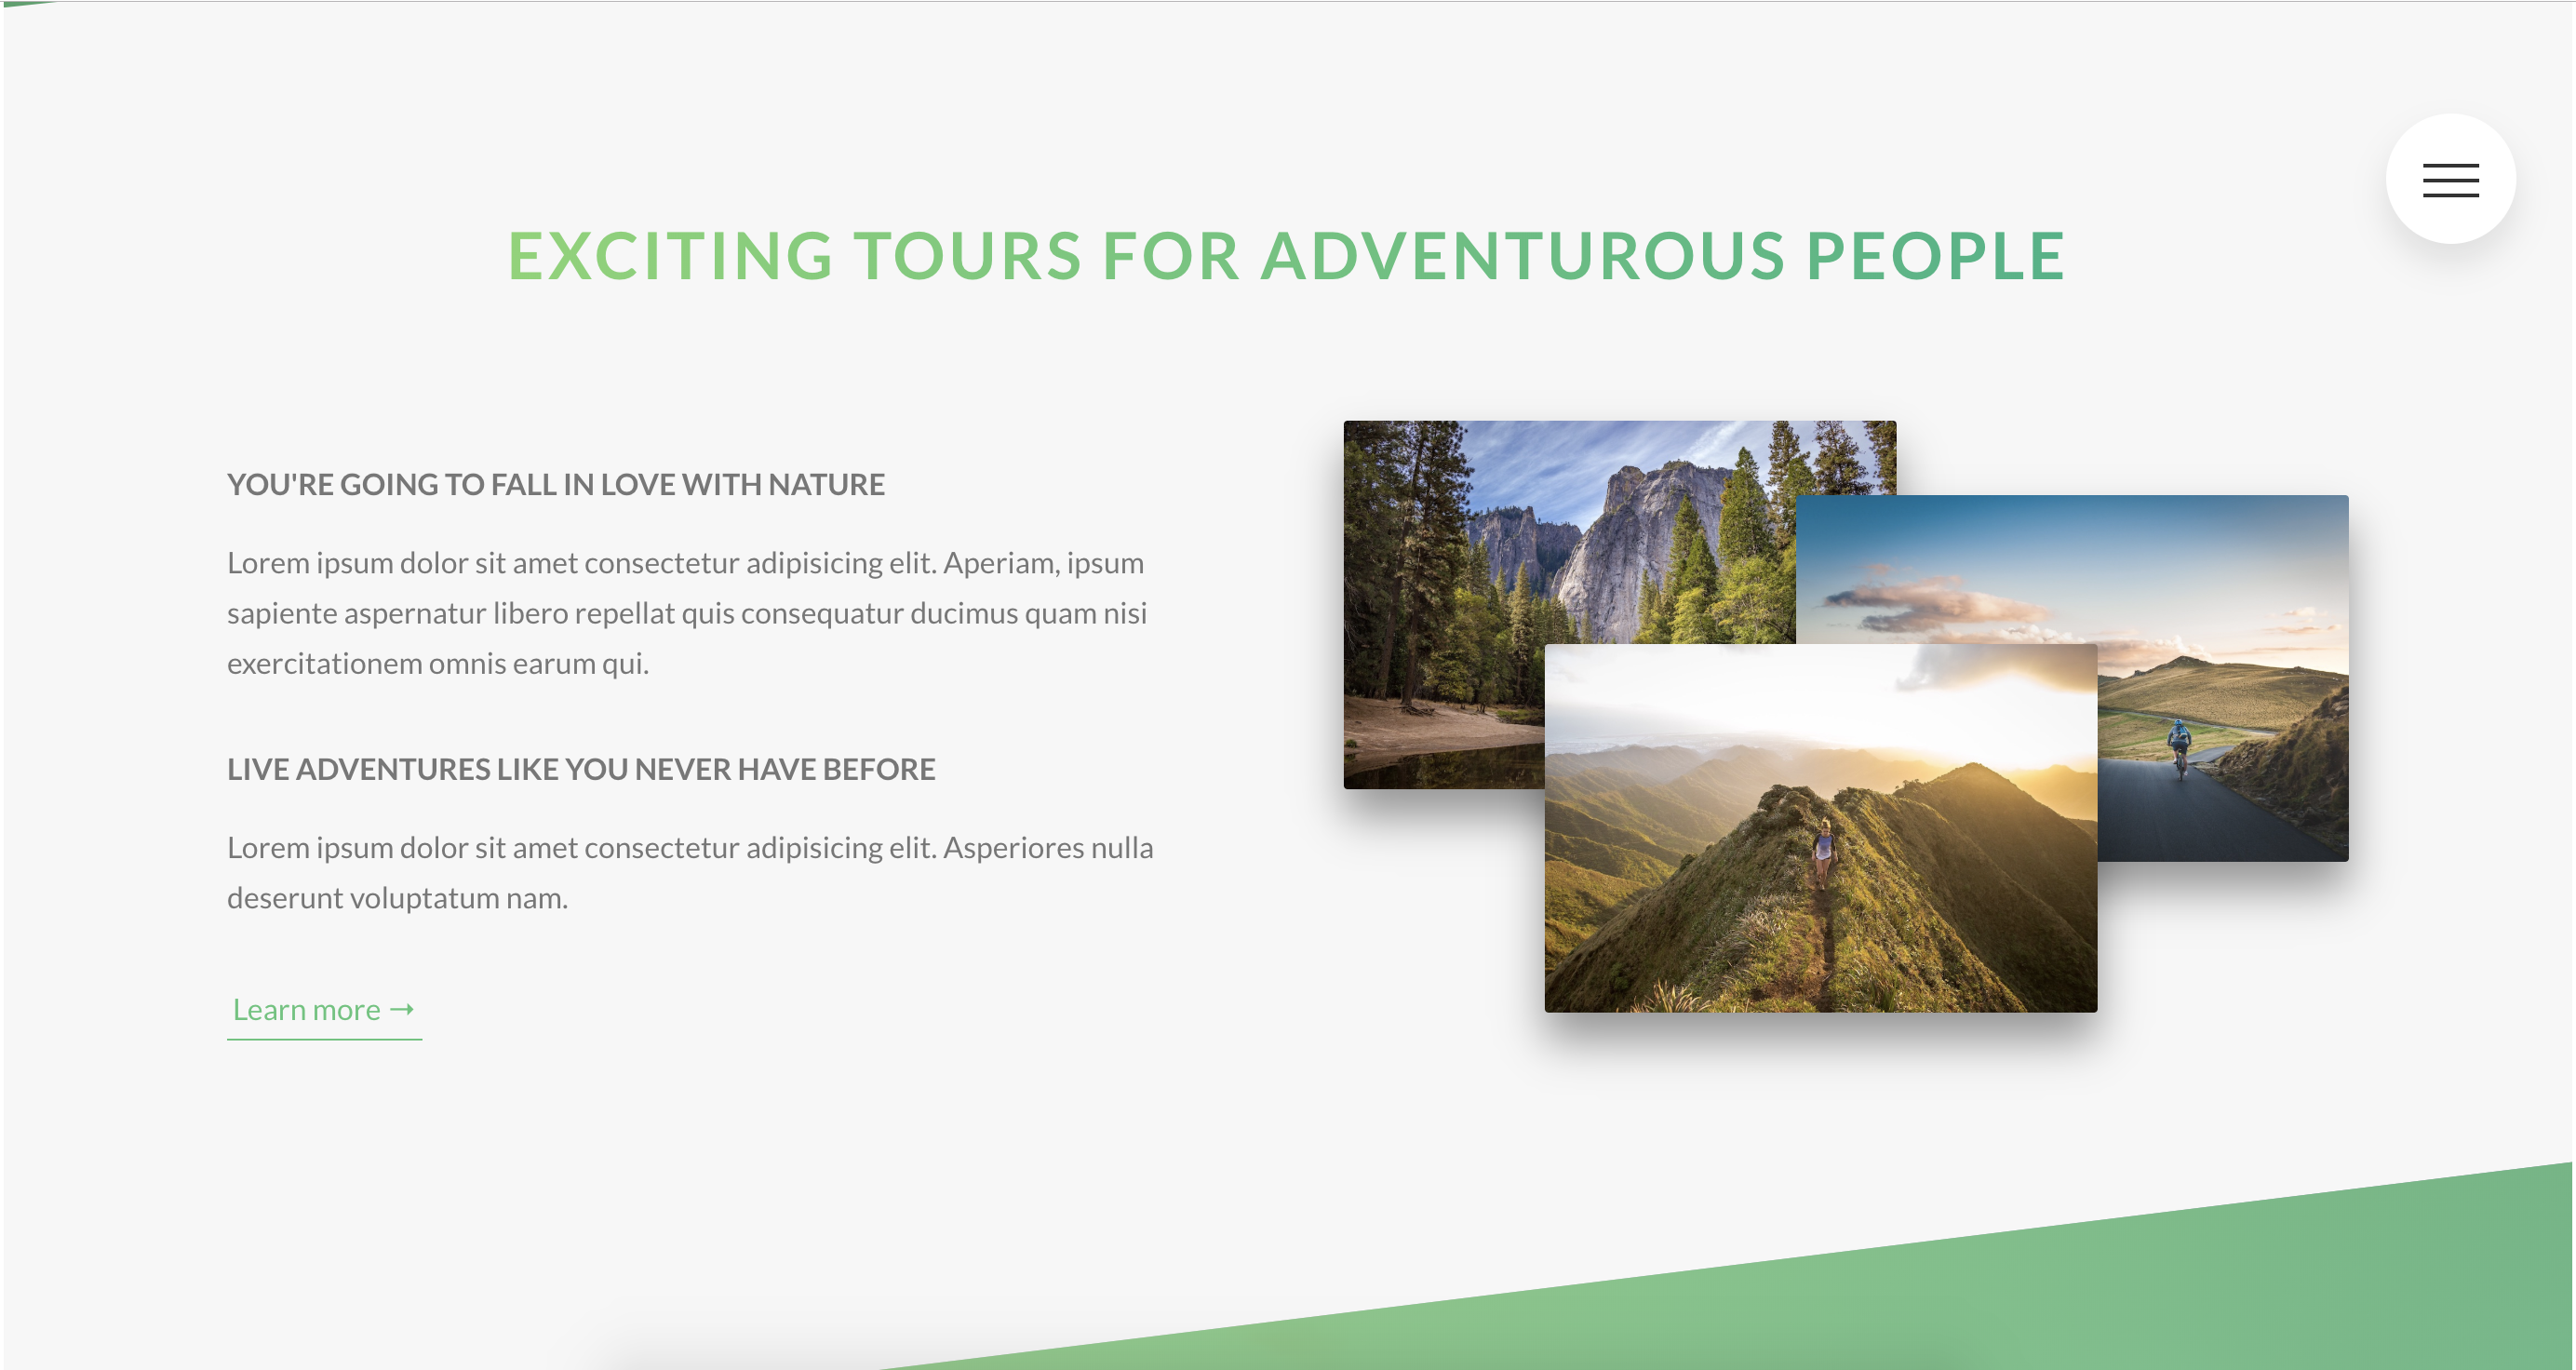 EXCITING TOURS FOR ADVENTUROUS PEOPLE
YOU'RE GOING TO FALL IN LOVE WITH NATURE
Lorem ipsum dolor sit amet consectetur adipisicing elit. Aperiam, ipsum
sapiente aspernatur libero repellat quis consequatur ducimus quam nisi
exercitationem omnis earum qui.
LIVE ADVENTURES LIKE YOU NEVER HAVE BEFORE
Lorem ipsum dolor sit amet consectetur adipisicing elit. Asperiores nulla
deserunt voluptatum nam.
Learn more →